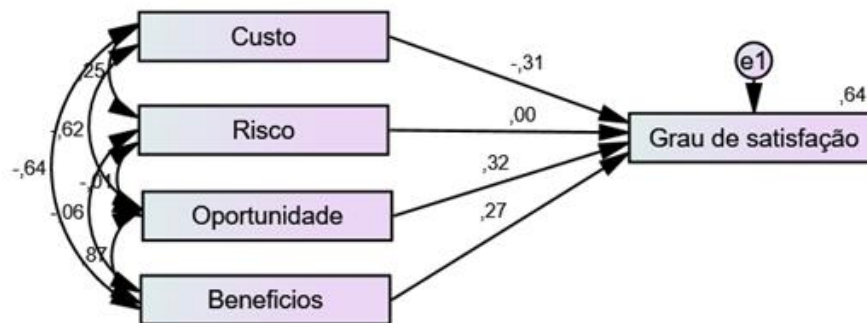 Custo
-,31
e1
,64
,25
Risco
,00
Grau de satisfação
-,62
,32
-,64
-,01
-,06
Oportunidade
,27
,87
Beneficios